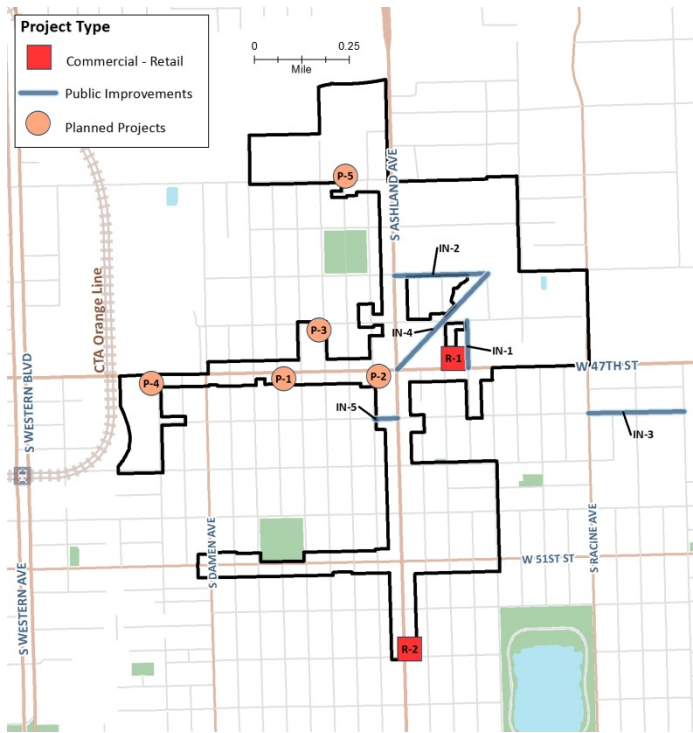 Project Type
Commercial - Retail
Public Improvements
Planned Projects
0
0.25
Mile
P-5
S ASHLAND AVE
IN-2
CTA Orange Line
P-3
IN-4
R-1
IN-1
S WESTERN BLVD
P-4
P-1
P-2
W 47TH ST
IN-5
IN-3
S DAMEN AVE
S RACINE AVE
W 51ST ST
S WESTERN AVE
R-2